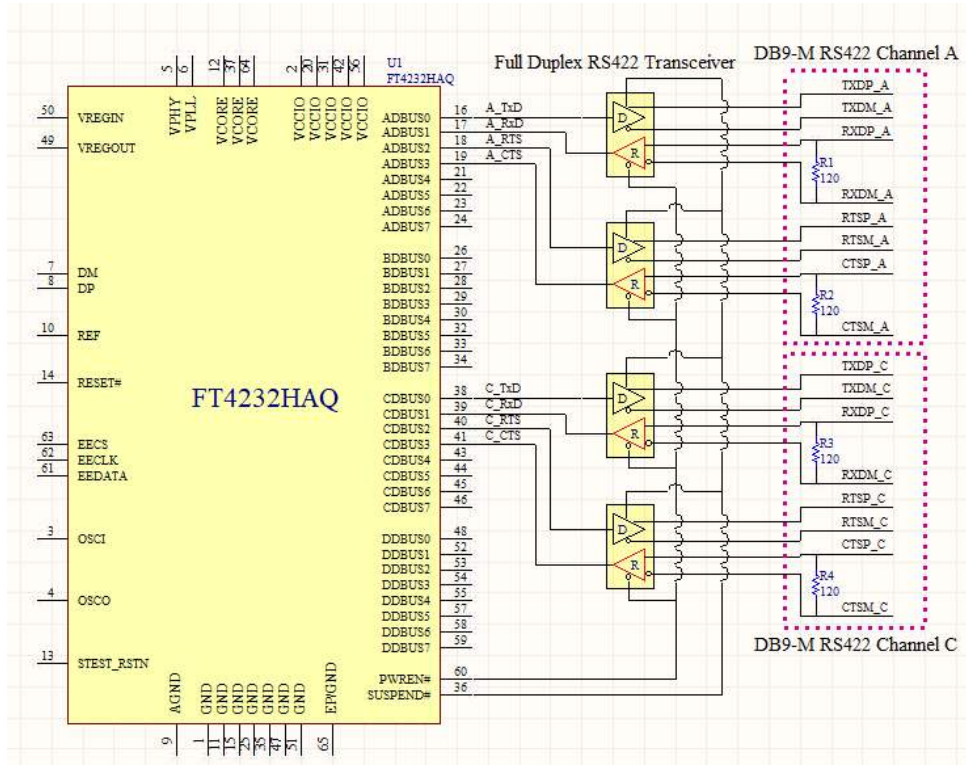 Full Duplex RS422 Transceiver
DB9-M RS422 Channel A
U1
FT4232HAQ
5
6
12
37
64
2
20
31
42
56
VPHY
VPLL
VCORE
VCORE
VCORE
VCCIO
VCCIO
VCCIO
VCCIO
50 VREGIN
49 VREGOUT
7 DM
8 DP
10 REF
14 RESET#
FT4232HAQ
63 EECS
62 EECLK
61 EEDATA
3 OSCI
4 OSCO
13 STEST_RSTN
ADBUS0 16 A_TxD
ADBUS1 17 A_RxD
ADBUS2 18 A_RTS
ADBUS3 19 A_CTS
ADBUS4 21
ADBUS5 22
ADBUS6 23
ADBUS7 24
BDBUS0 26
BDBUS1 27
BDBUS2 28
BDBUS3 29
BDBUS4 30
BDBUS5 32
BDBUS6 33
BDBUS7 34
CDBUS0 38 C_TxD
CDBUS1 39 C_RxD
CDBUS2 40 C_RTS
CDBUS3 41 C_CTS
CDBUS4 43
CDBUS5 44
CDBUS6 45
CDBUS7 46
DDBUS0 48
DDBUS1 52
DDBUS2 53
DDBUS3 54
DDBUS4 55
DDBUS5 57
DDBUS6 58
DDBUS7 59
PWREN# 60
SUSPEND# 36
AGND
GND
GND
GND
GND
GND
GND
GND
EP/GND
9
1
11
15
25
35
47
51
65
D
R
D
R
D
R
D
R
TXDP_A
TXDM_A
RXDP_A
R1
120
RXDM_A
RTSP_A
RTSM_A
CTSP_A
R2
120
CTSM_A
TXDP_C
TXDM_C
RXDP_C
R3
120
RXDM_C
RTSP_C
RTSM_C
CTSP_C
R4
120
CTSM_C
DB9-M RS422 Channel C